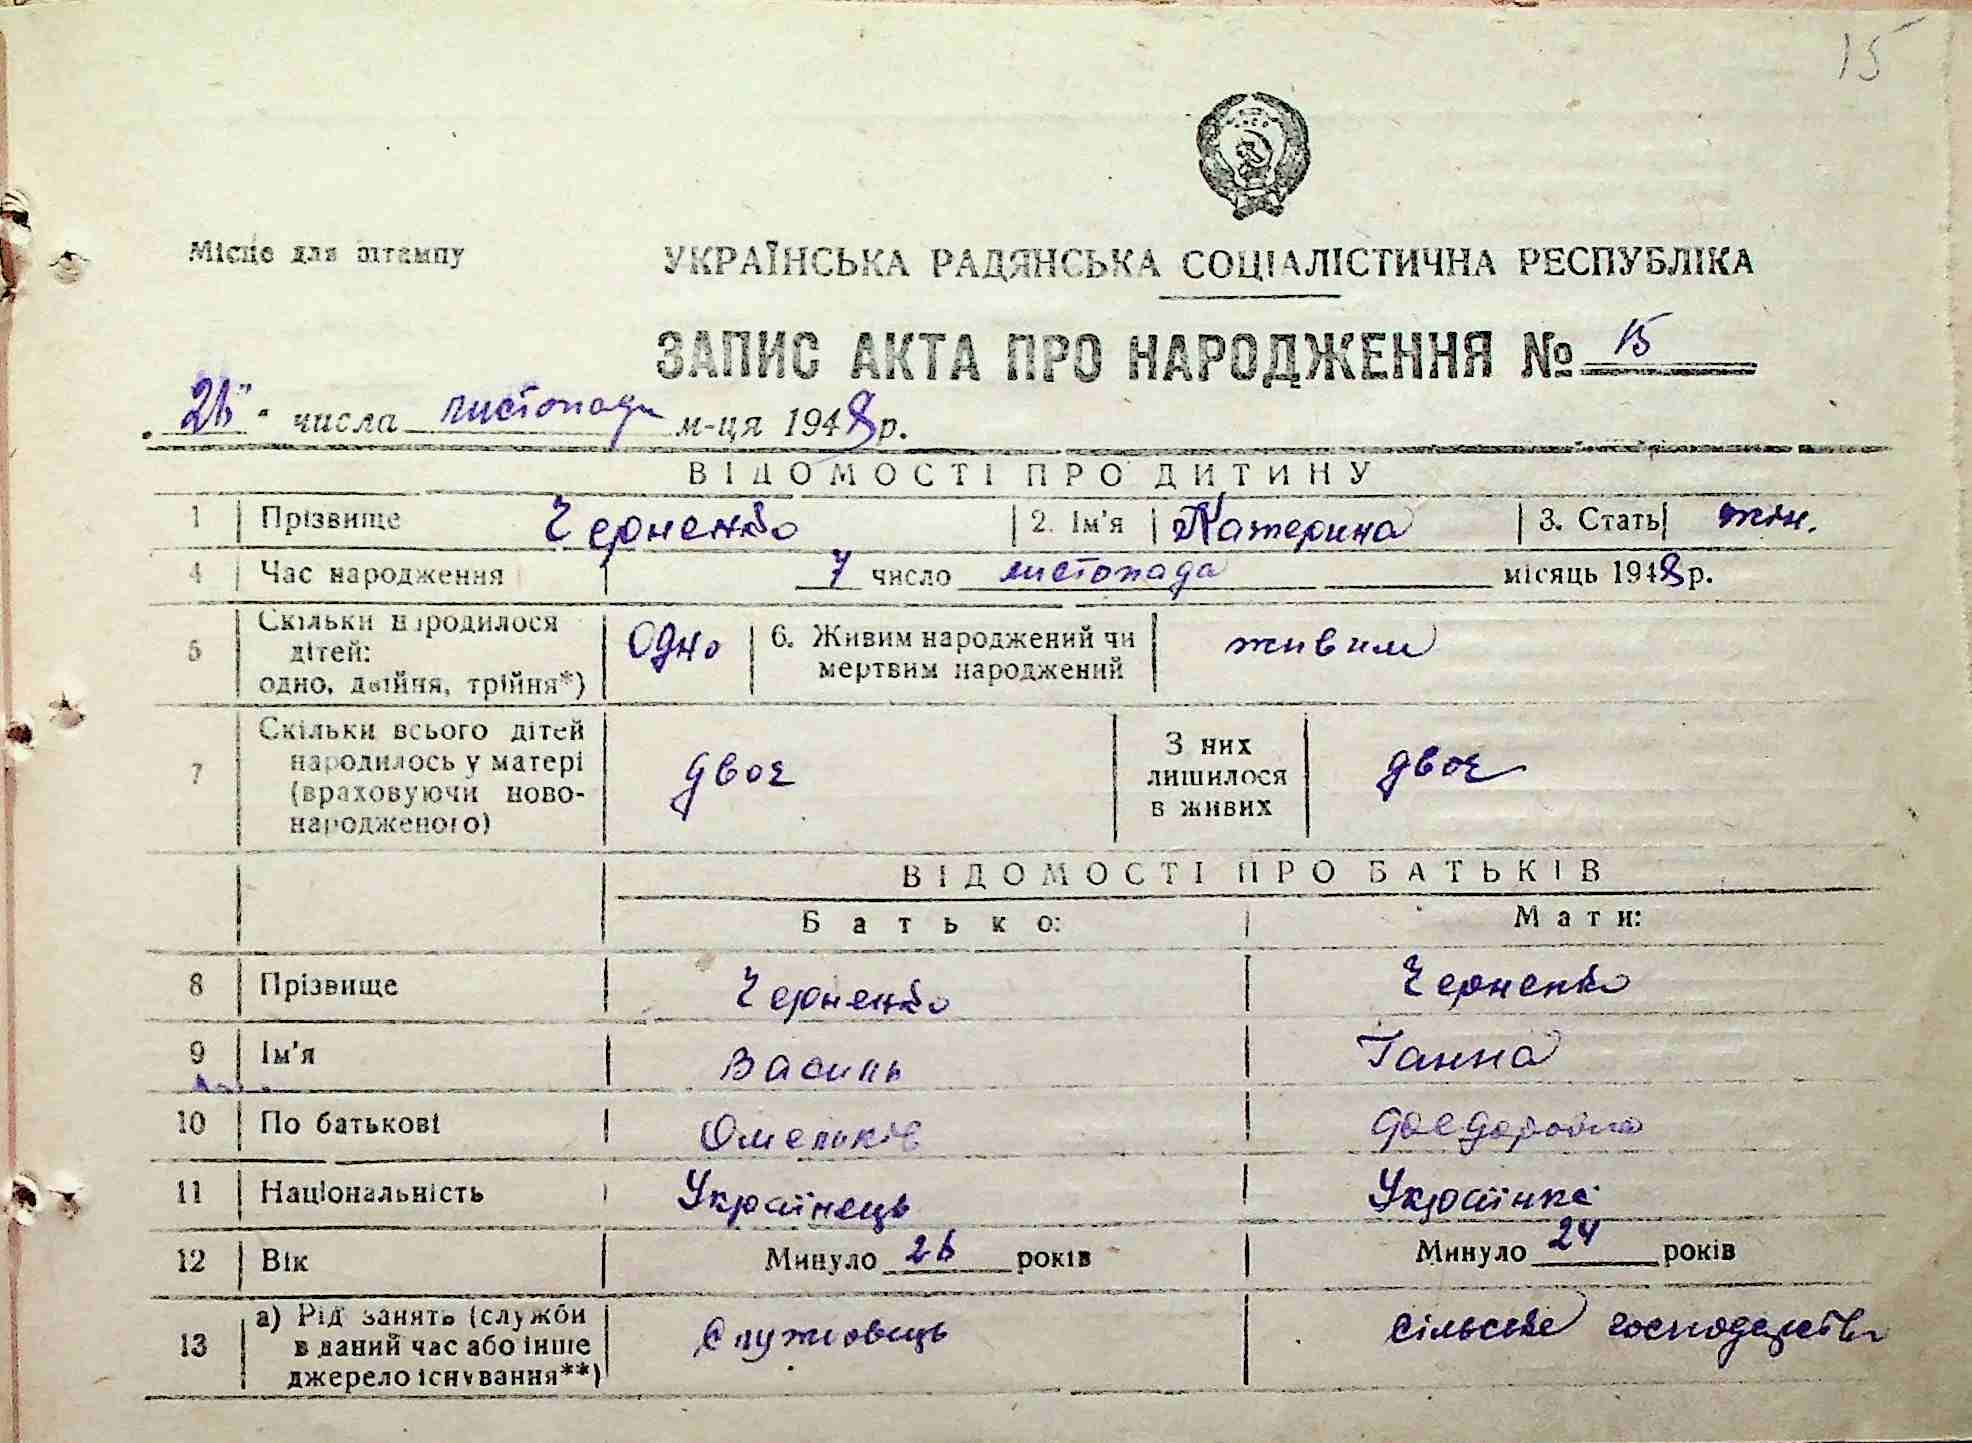 15
Місце для штампу
УКРАЇНСЬКА РАДЯНСЬКА СОЦІАЛІСТИЧНА РЕСПУБЛІКА
ЗАПИС АКТА ПРО НАРОДЖЕННЯ № 15
"26" числа листопада м-ця 1948 р.
ВІДОМОСТІ ПРО ДИТИНУ
1 Прізвище Черненко 2. Ім'я Катерина 3. Стать жін.
4 Час народження 7 число листопада місяць 1948 р.
5 Скільки народилося дітей: одно, двійня, трійня*) Одно 6. Живим народжений чи мертвим народжений живим
7 Скільки всього дітей народилось у матері (враховуючи ново-народженого) двоє З них лишилося в живих двоє
ВІДОМОСТІ ПРО БАТЬКІВ
Батько: Мати:
8 Прізвище Черненко Черненко
9 Ім'я Василь Ганна
10 По батькові Омельків Федоровна
11 Національність Українець Українка
12 Вік Минуло 26 років Минуло 24 років
13 а) Рід занять (служби в даний час або інше джерело існування**) Службовець сільське господарство